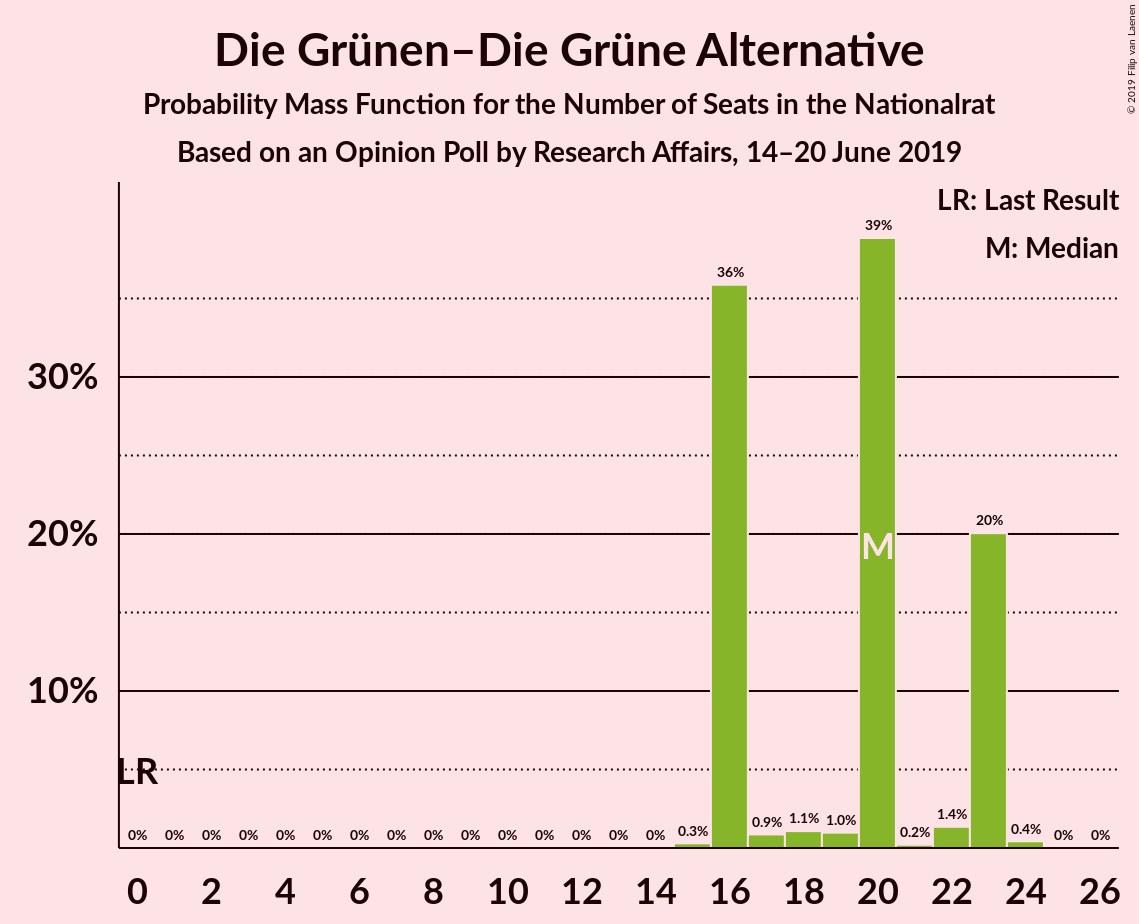 Die Grünen–Die Grüne Alternative
Probability Mass Function for the Number of Seats in the Nationalrat
Based on an Opinion Poll by Research Affairs, 14–20 June 2019
© 2019 Filip van Laenen
LR: Last Result
M: Median
39%
36%
30%
20%
20%
M
10%
LR
0% 0% 0% 0% 0% 0% 0% 0% 0% 0% 0% 0% 0% 0% 0% 0.3% 0.9% 1.1% 1.0% 0.2% 1.4% 0.4% 0% 0%
0 2 4 6 8 10 12 14 16 18 20 22 24 26